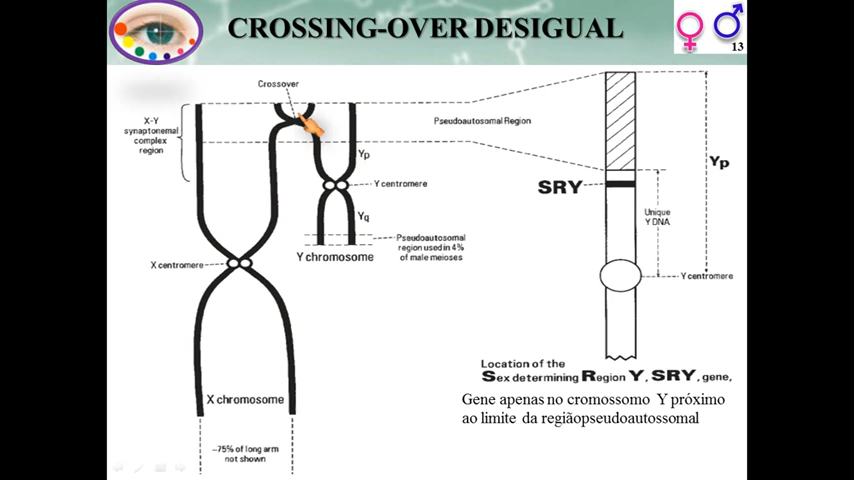 CROSSING-OVER DESIGUAL
13
Crossover
X-Y
synaptonemal
complex
region
Pseudoautosomal Region
Yp
Yp
Y centromere
SRY
Unique
Y DNA
Yq
Pseudoautosomal
region used in 4%
of male meioses
Y chromosome
X centromere
Y centromere
Location of the
Sex determining Region Y, SRY, gene,
X chromosome
Gene apenas no cromossomo Y próximo
ao limite da regiãopseudoautossomal
~75% of long arm
not shown